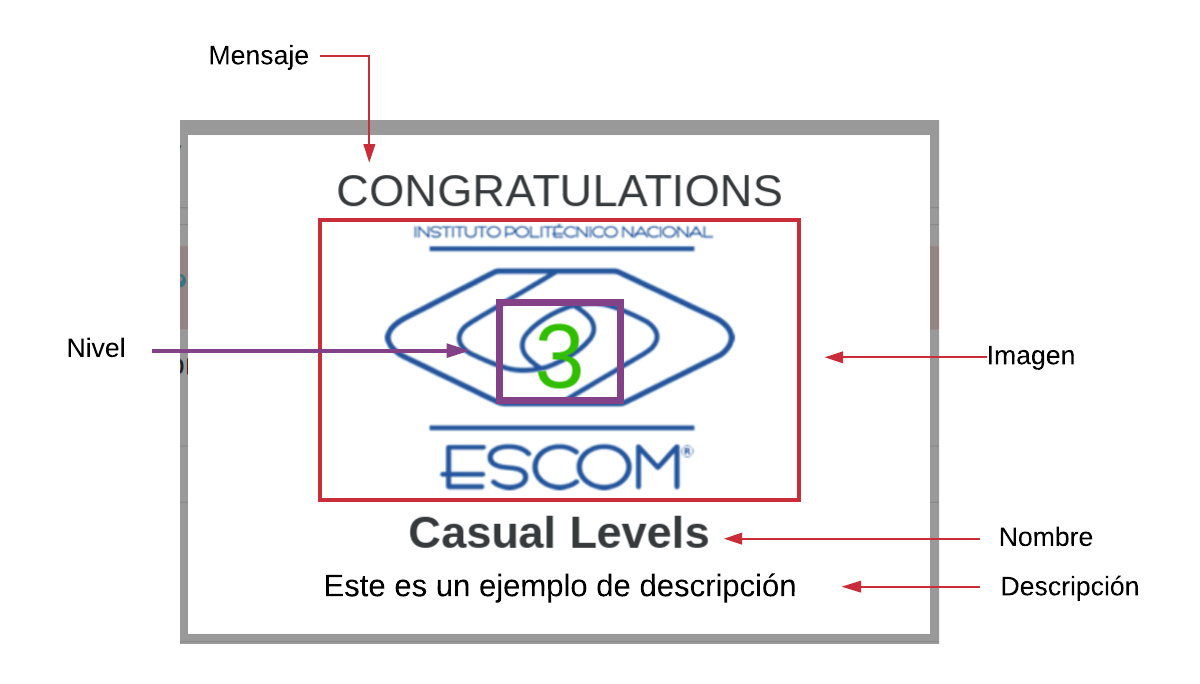 Mensaje
CONGRATULATIONS
INSTITUTO POLITÉCNICO NACIONAL
Nivel
3
Imagen
ESCOM®
Casual Levels
Nombre
Este es un ejemplo de descripción
Descripción